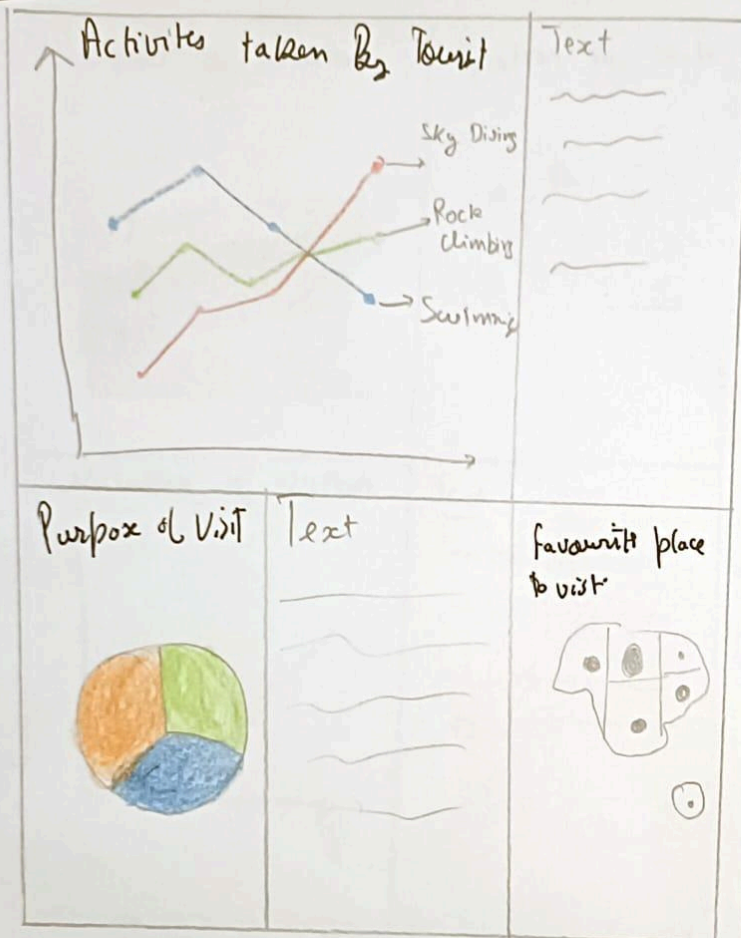 Activites taken By Tourist
Text
Sky Diving
Rock
climbing
Swimming
Purpose of Visit
Text
favourite place
to visit